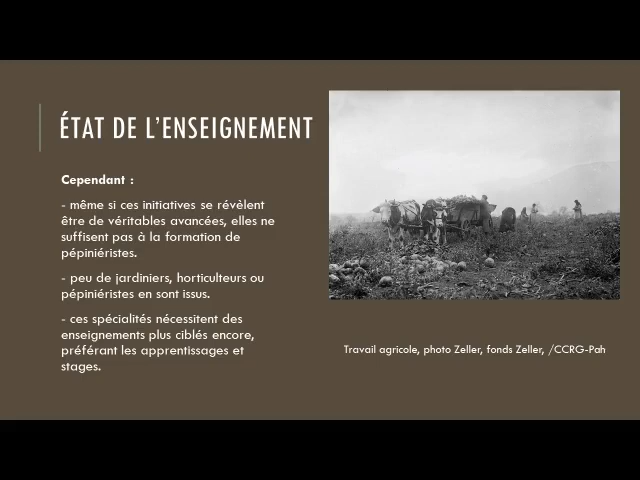 ÉTAT DE L'ENSEIGNEMENT
Cependant :
- même si ces initiatives se révèlent
être de véritables avancées, elles ne
suffisent pas à la formation de
pépiniéristes.
- peu de jardiniers, horticulteurs ou
pépiniéristes en sont issus.
- ces spécialités nécessitent des
enseignements plus ciblés encore,
préférant les apprentissages et
stages.
Travail agricole, photo Zeller, fonds Zeller, /CCRG-Pah